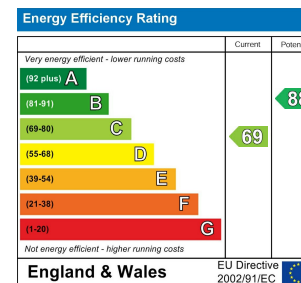 Energy Efficiency Rating
Current
Very energy efficient - lower running costs
(92 plus) A
(81-91) B
(69-80) C
69
(55-68) D
(39-54) E
(21-38) F
(1-20) G
Not energy efficient - higher running costs
England & Wales
EU Directive
2002/91/EC